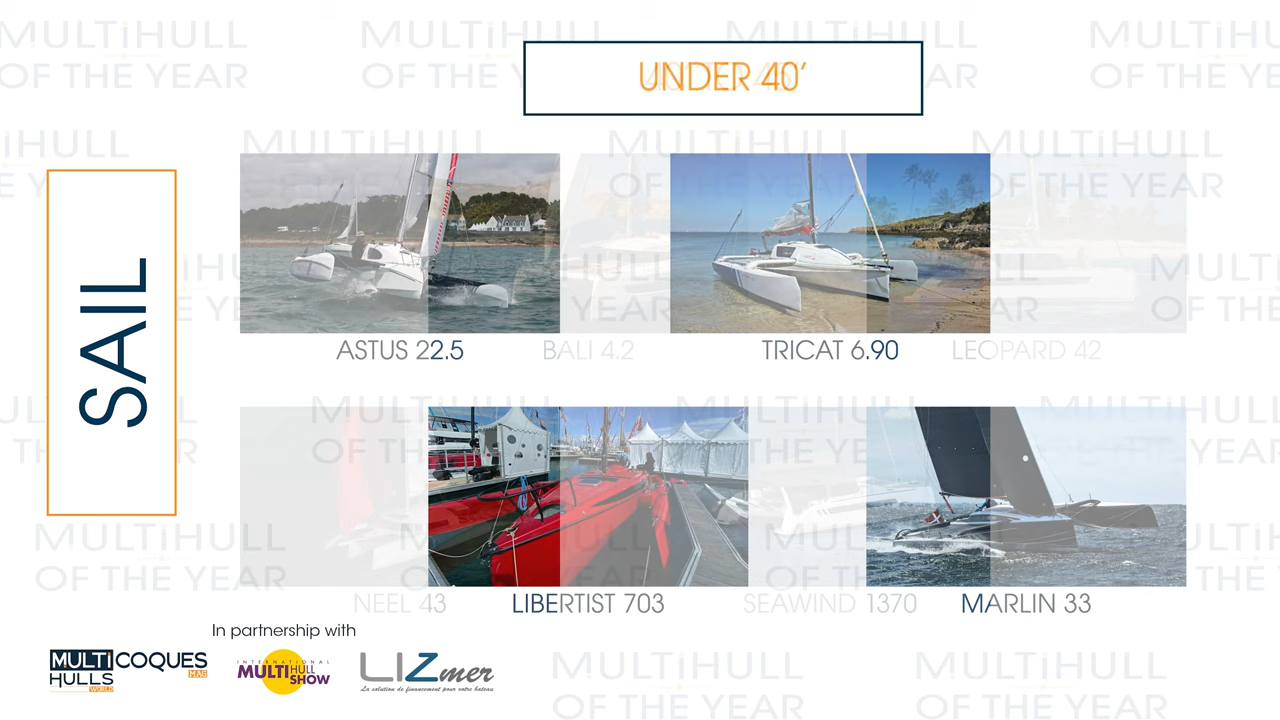 MULTiHULL
OF THE YEAR
UNDER 40’
SAIL
ASTUS 22.5
BALI 4.2
TRICAT 6.90
LEOPARD 42
NEEL 43
LIBERTIST 703
SEAWIND 1370
MARLIN 33
In partnership with
MULTiCOQUES
MAG
HULLS
WORLD
INTERNATIONAL
MULTIHULL
SHOW
LIZmer
La solution de financement pour votre bateau